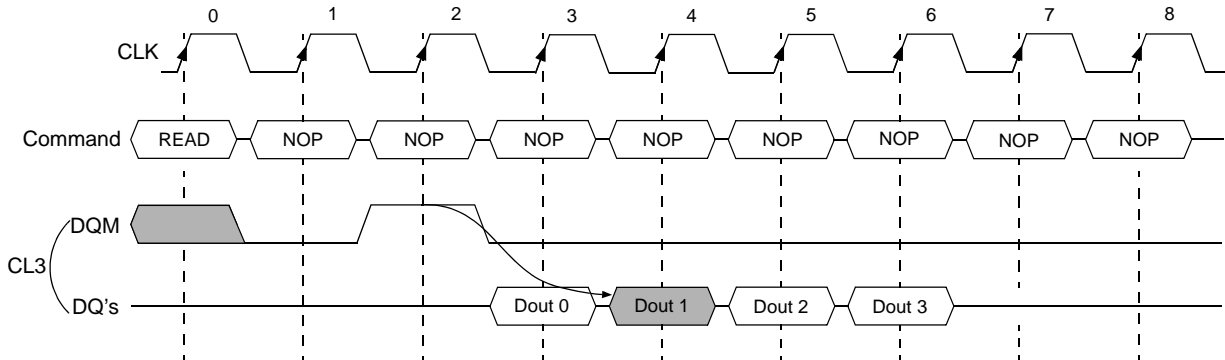 0 1 2 3 4 5 6 7 8
CLK
Command READ NOP NOP NOP NOP NOP NOP NOP NOP
DQM
CL3
DQ's Dout 0 Dout 1 Dout 2 Dout 3